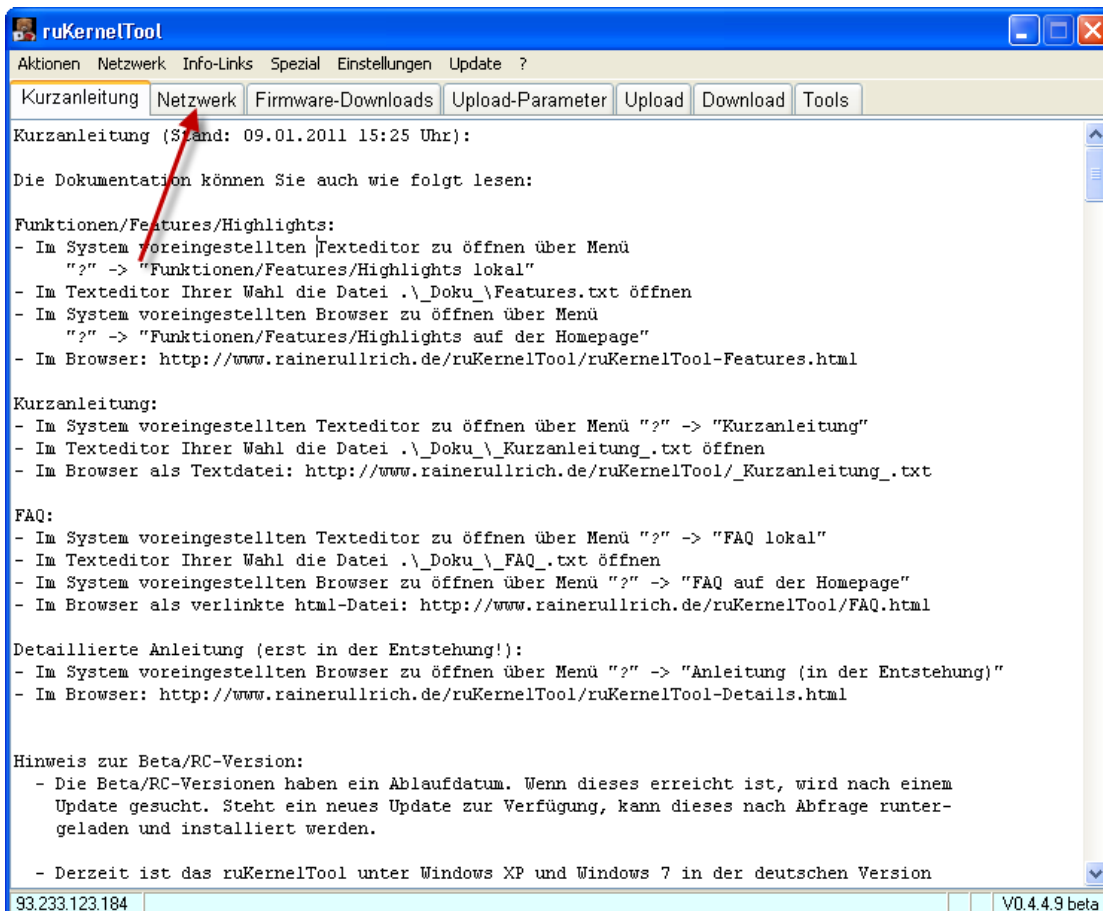 ruKernelTool
Aktionen Netzwerk Info-Links Spezial Einstellungen Update ?
Kurzanleitung Netzwerk Firmware-Downloads Upload-Parameter Upload Download Tools
Kurzanleitung (Stand: 09.01.2011 15:25 Uhr):
Die Dokumentation können Sie auch wie folgt lesen:
Funktionen/Features/Highlights:
- Im System voreingestellten Texteditor zu öffnen über Menü
"?" -> "Funktionen/Features/Highlights lokal"
- Im Texteditor Ihrer Wahl die Datei .\_Doku_\Features.txt öffnen
- Im System voreingestellten Browser zu öffnen über Menü
"?" -> "Funktionen/Features/Highlights auf der Homepage"
- Im Browser: http://www.rainerullrich.de/ruKernelTool/ruKernelTool-Features.html
Kurzanleitung:
- Im System voreingestellten Texteditor zu öffnen über Menü "?" -> "Kurzanleitung"
- Im Texteditor Ihrer Wahl die Datei .\_Doku_\_Kurzanleitung_.txt öffnen
- Im Browser als Textdatei: http://www.rainerullrich.de/ruKernelTool/_Kurzanleitung_.txt
FAQ:
- Im System voreingestellten Texteditor zu öffnen über Menü "?" -> "FAQ lokal"
- Im Texteditor Ihrer Wahl die Datei .\_Doku_\_FAQ_.txt öffnen
- Im System voreingestellten Browser zu öffnen über Menü "?" -> "FAQ auf der Homepage"
- Im Browser als verlinkte html-Datei: http://www.rainerullrich.de/ruKernelTool/FAQ.html
Detaillierte Anleitung (erst in der Entstehung!):
- Im System voreingestellten Browser zu öffnen über Menü "?" -> "Anleitung (in der Entstehung)"
- Im Browser: http://www.rainerullrich.de/ruKernelTool/ruKernelTool-Details.html
Hinweis zur Beta/RC-Version:
- Die Beta/RC-Versionen haben ein Ablaufdatum. Wenn dieses erreicht ist, wird nach einem
Update gesucht. Steht ein neues Update zur Verfügung, kann dieses nach Abfrage runter-
geladen und installiert werden.
- Derzeit ist das ruKernelTool unter Windows XP und Windows 7 in der deutschen Version
93.233.123.184 V0.4.4.9 beta